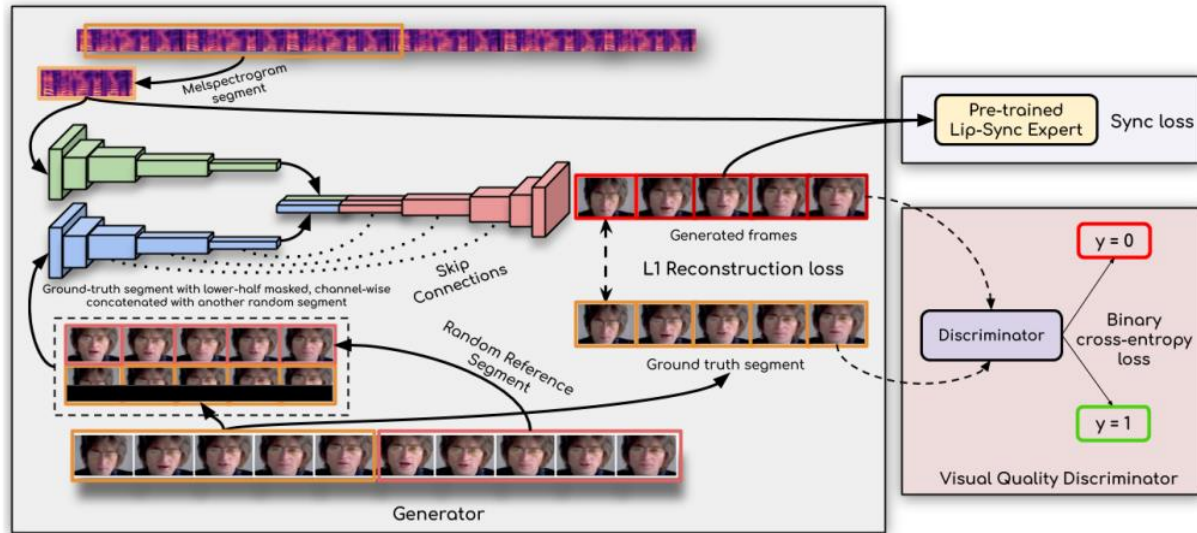 Melspectrogram
segment
Pre-trained
Lip-Sync Expert
Sync loss
Generated frames
L1 Reconstruction loss
Skip
Connections
Ground-truth segment with lower-half masked, channel-wise
concatenated with another random segment
Random Reference
Segment
Ground truth segment
y = 0
Discriminator
Binary
cross-entropy
loss
y = 1
Visual Quality Discriminator
Generator